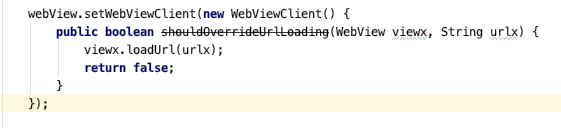 webView.setWebViewClient(new WebViewClient() {
    public boolean shouldOverrideUrlLoading(WebView viewx, String urlx) {
        viewx.loadUrl(urlx);
        return false;
    }
});